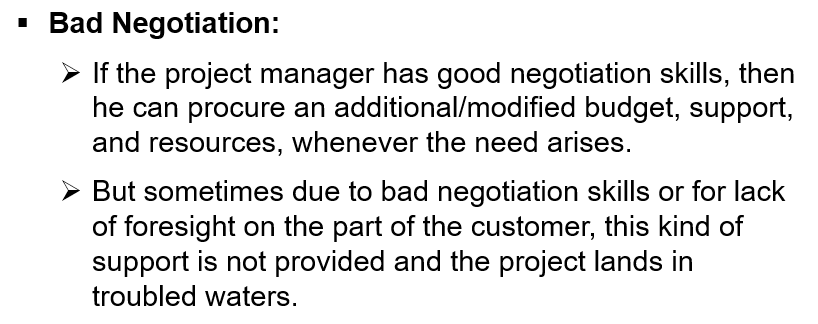 ▪ Bad Negotiation:
➢ If the project manager has good negotiation skills, then
he can procure an additional/modified budget, support,
and resources, whenever the need arises.
➢ But sometimes due to bad negotiation skills or for lack
of foresight on the part of the customer, this kind of
support is not provided and the project lands in
troubled waters.